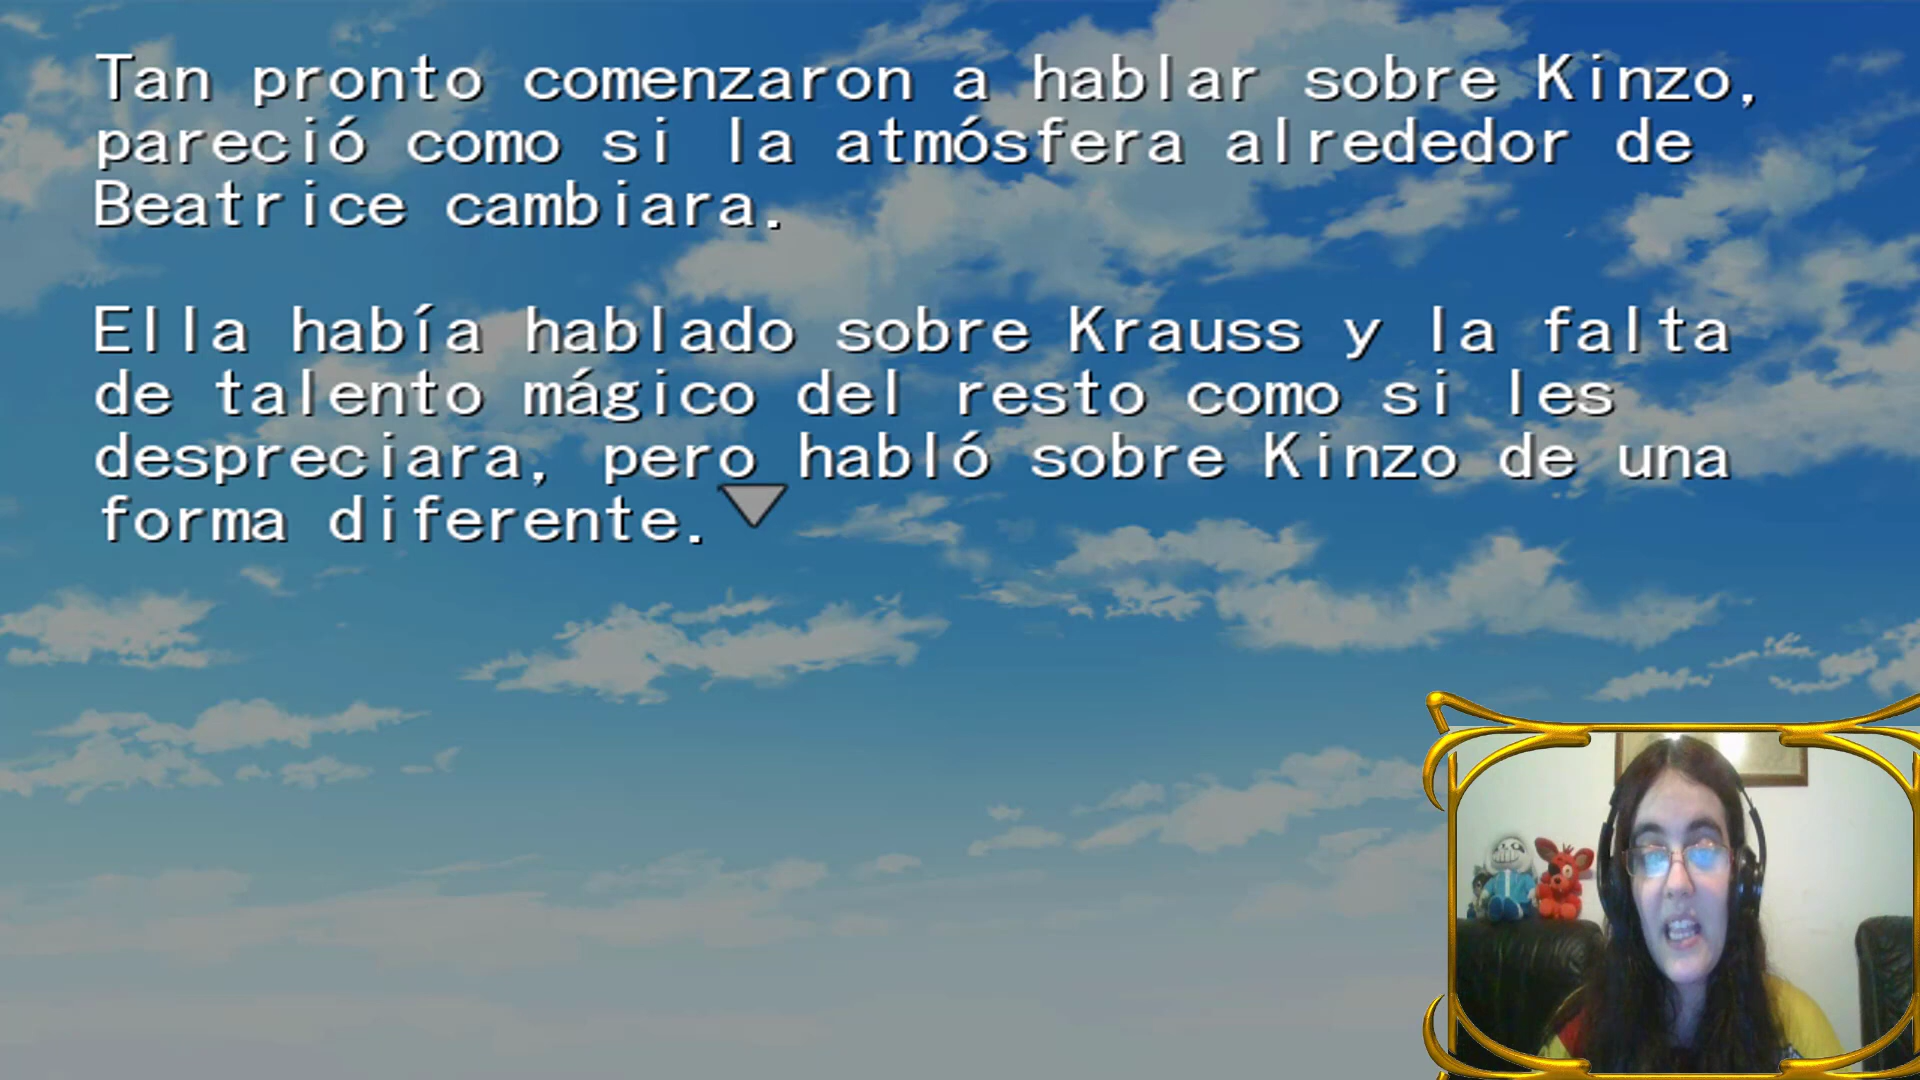 Tan pronto comenzaron a hablar sobre Kinzo,
pareció como si la atmósfera alrededor de
Beatrice cambiara.
Ella había hablado sobre Krauss y la falta
de talento mágico del resto como si les
despreciara, pero habló sobre Kinzo de una
forma diferente.